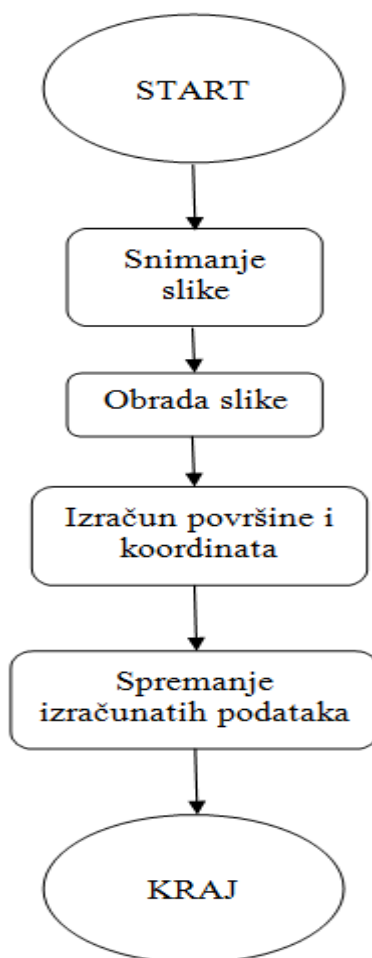 START
Snimanje
slike
Obrada slike
Izračun površine i
koordinata
Spremanje
izračunatih podataka
KRAJ